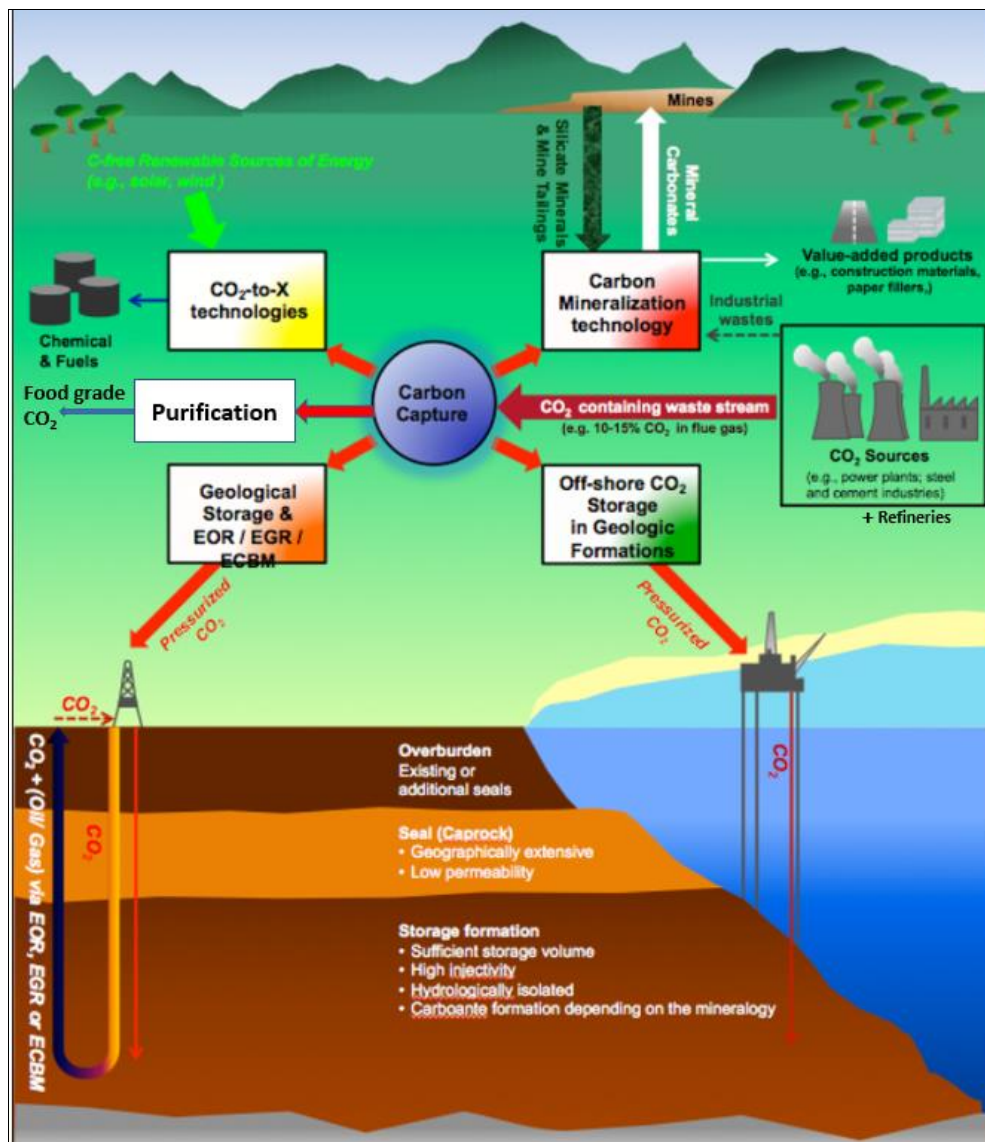 Mines
C-free Renewable Sources of Energy
(e.g., solar, wind )
Silicate Minerals
& Mine Tailings
Mineral
Carbonates
CO₂-to-X
technologies
Carbon
Mineralization
technology
Value-added products
(e.g., construction materials,
paper fillers,)
Chemical
& Fuels
Industrial
wastes
Food grade
CO₂
Purification
Carbon
Capture
CO₂ containing waste stream
(e.g. 10-15% CO₂ in flue gas)
CO₂ Sources
(e.g., power plants; steel
and cement industries)
+ Refineries
Geological
Storage &
EOR / EGR /
ECBM
Off-shore CO₂
Storage
in Geologic
Formations
Pressurized
CO₂
Pressurized
CO₂
CO₂
CO₂
CO₂
CO₂ + (Oil/ Gas) via EOR, EGR or ECBM
Overburden
Existing or
additional seals
Seal (Caprock)
• Geographically extensive
• Low permeability
Storage formation
• Sufficient storage volume
• High injectivity
• Hydrologically isolated
• Carboante formation depending on the mineralogy